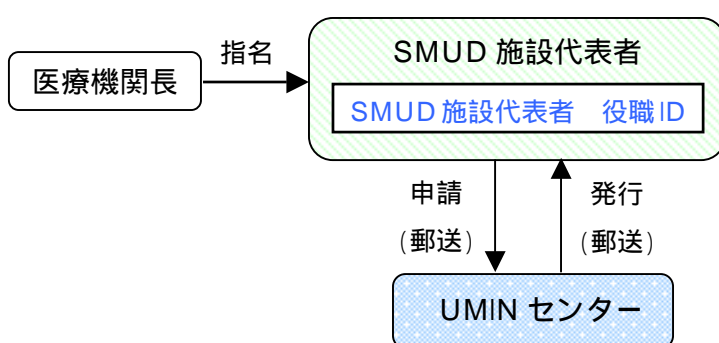 指名
医療機関長
SMUD 施設代表者
SMUD 施設代表者　役職 ID
申請
(郵送)
発行
(郵送)
UMIN センター